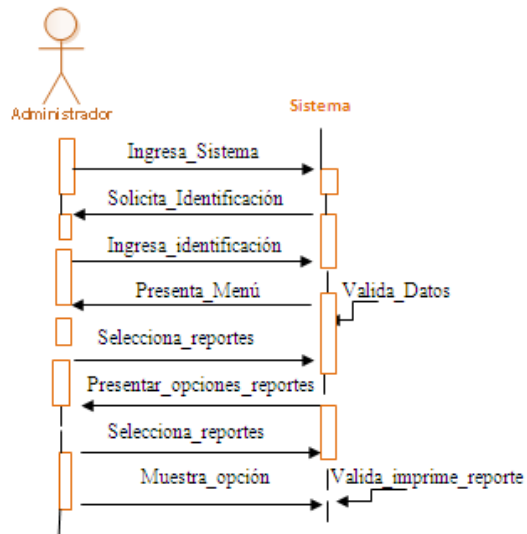 Administrador
Sistema
Ingresa_Sistema
Solicita_Identificación
Ingresa_identificación
Presenta_Menú
Valida_Datos
Selecciona_reportes
Presentar_opciones_reportes
Selecciona_reportes
Muestra_opción
Valida_imprime_reporte